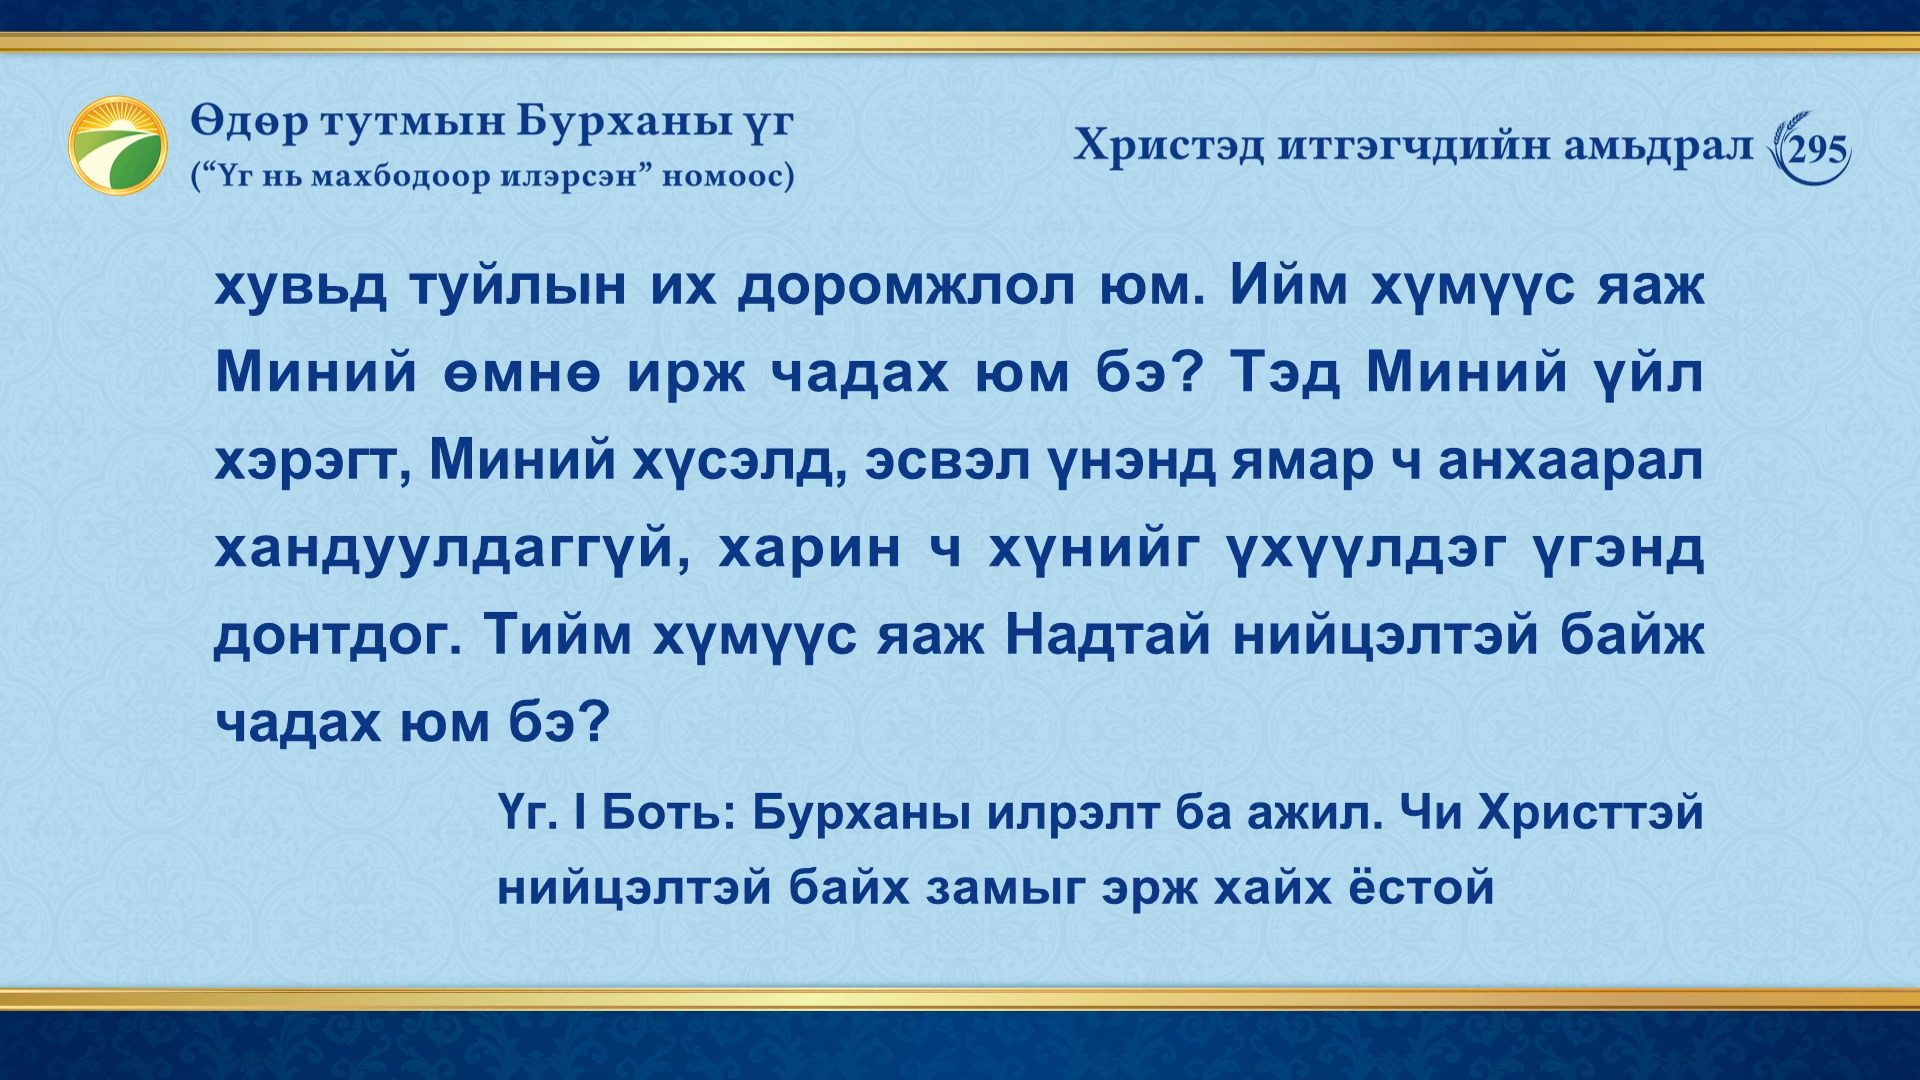 Өдөр тутмын Бурханы үг
(“Үг нь махбодоор илэрсэн” номоос)
Христэд итгэгчдийн амьдрал 295
хувьд туйлын их доромжлол юм. Ийм хүмүүс яаж
Миний өмнө ирж чадах юм бэ? Тэд Миний үйл
хэрэгт, Миний хүсэлд, эсвэл үнэнд ямар ч анхаарал
хандуулдаггүй, харин ч хүнийг үхүүлдэг үгэнд
донтдог. Тийм хүмүүс яаж Надтай нийцэлтэй байж
чадах юм бэ?
Үг. I Боть: Бурханы илрэлт ба ажил. Чи Христтэй
нийцэлтэй байх замыг эрж хайх ёстой